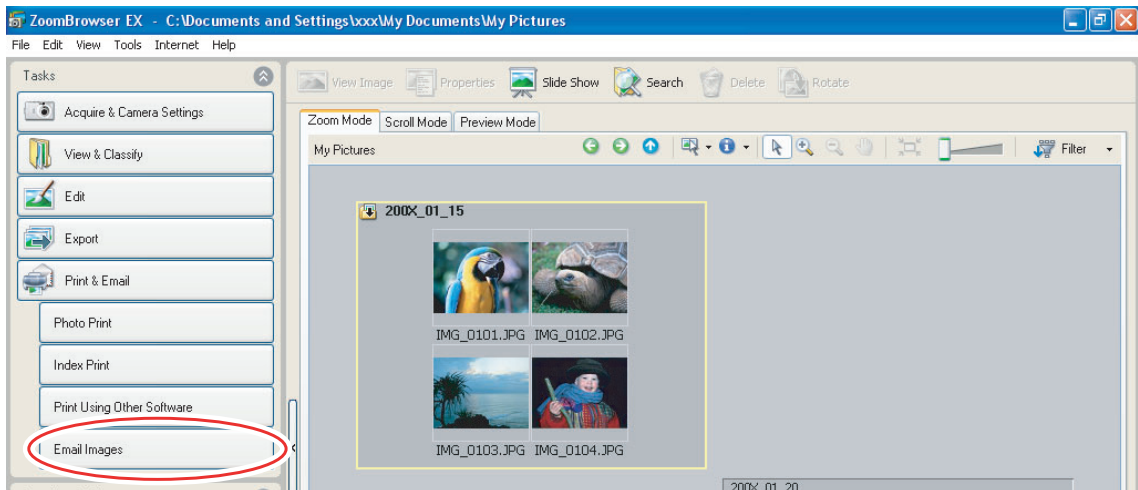 ZoomBrowser EX - C:\Documents and Settings\xxx\My Documents\My Pictures
File Edit View Tools Internet Help
Tasks
Acquire & Camera Settings
View & Classify
Edit
Export
Print & Email
Photo Print
Index Print
Print Using Other Software
Email Images
View Image Properties Slide Show Search Delete Rotate
Zoom Mode Scroll Mode Preview Mode
My Pictures Filter
200X_01_15
IMG_0101.JPG IMG_0102.JPG
IMG_0103.JPG IMG_0104.JPG
200X_01_20